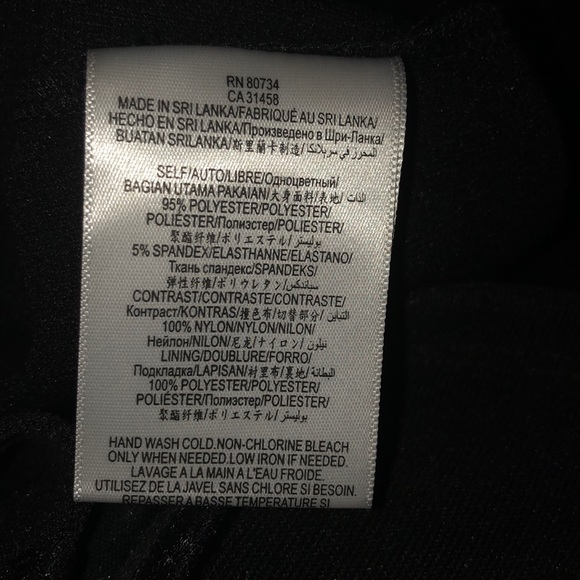 RN 80734
CA 31458
MADE IN SRI LANKA/FABRIQUÉ AU SRI LANKA/
HECHO EN SRI LANKA/Произведено в Шри-Ланка/
BUATAN SRILANKA/斯里蘭卡制造/ المحرر في سريلانكا
SELF/AUTO/LIBRE/Одноцветный/
BAGIAN UTAMA PAKAIAN/大身面料/表地/ الذات
95% POLYESTER/POLYESTER/
POLIÉSTER/Полиэстер/POLIESTER/
聚酯纤维/ポリエステル/ بوليستر
5% SPANDEX/ELASTHANNE/ELASTANO/
Ткань спандекс/SPANDEKS/
弹性纤维/ポリウレタン/ سباندكس
CONTRAST/CONTRASTE/CONTRASTE/
Контраст/KONTRAS/撞色布/切替部分/ التباين
100% NYLON/NYLON/NILON/
Нейлон/NILON/尼龙/ナイロン/ نيلون
LINING/DOUBLURE/FORRO/
Подкладка/LAPISAN/衬里布/裏地/ البطانة
100% POLYESTER/POLYESTER/
POLIÉSTER/Полиэстер/POLIESTER/
聚酯纤维/ポリエステル/ بوليستر
HAND WASH COLD.NON-CHLORINE BLEACH
ONLY WHEN NEEDED.LOW IRON IF NEEDED.
LAVAGE A LA MAIN A L'EAU FROIDE.
UTILISEZ DE LA JAVEL SANS CHLORE SI BESOIN.
REPASSER A BASSE TEMPERATURE SI